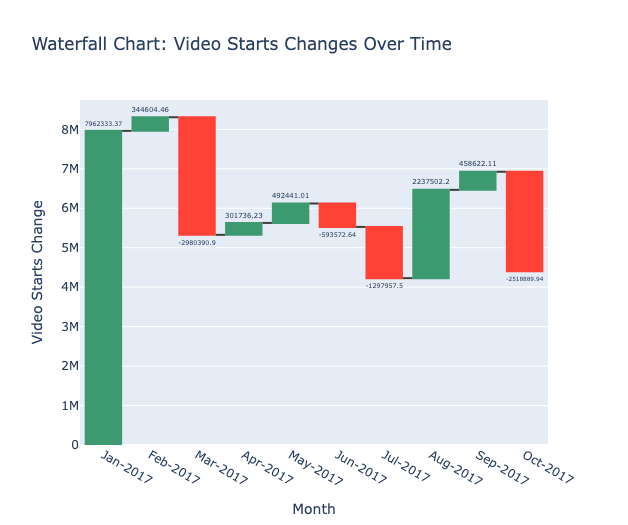 Waterfall Chart: Video Starts Changes Over Time
Video Starts Change
8M
7M
6M
5M
4M
3M
2M
1M
0
7962333.37
344604.46
-2980390.9
301736.23
492441.01
-593572.64
-1297957.5
2237502.2
458622.11
-2518889.94
Jan-2017
Feb-2017
Mar-2017
Apr-2017
May-2017
Jun-2017
Jul-2017
Aug-2017
Sep-2017
Oct-2017
Month